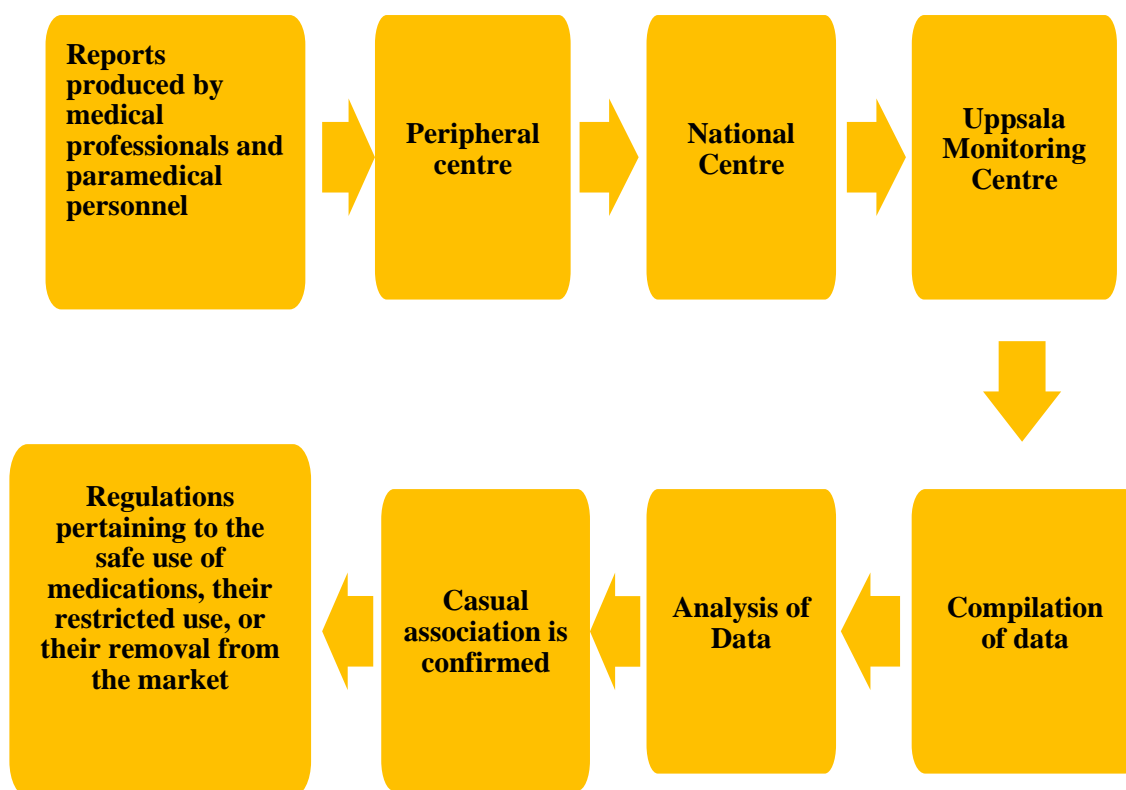 Reports
produced by
medical
professionals and
paramedical
personnel
Peripheral
centre
National
Centre
Uppsala
Monitoring
Centre
Compilation
of data
Analysis of
Data
Casual
association is
confirmed
Regulations
pertaining to the
safe use of
medications, their
restricted use, or
their removal from
the market